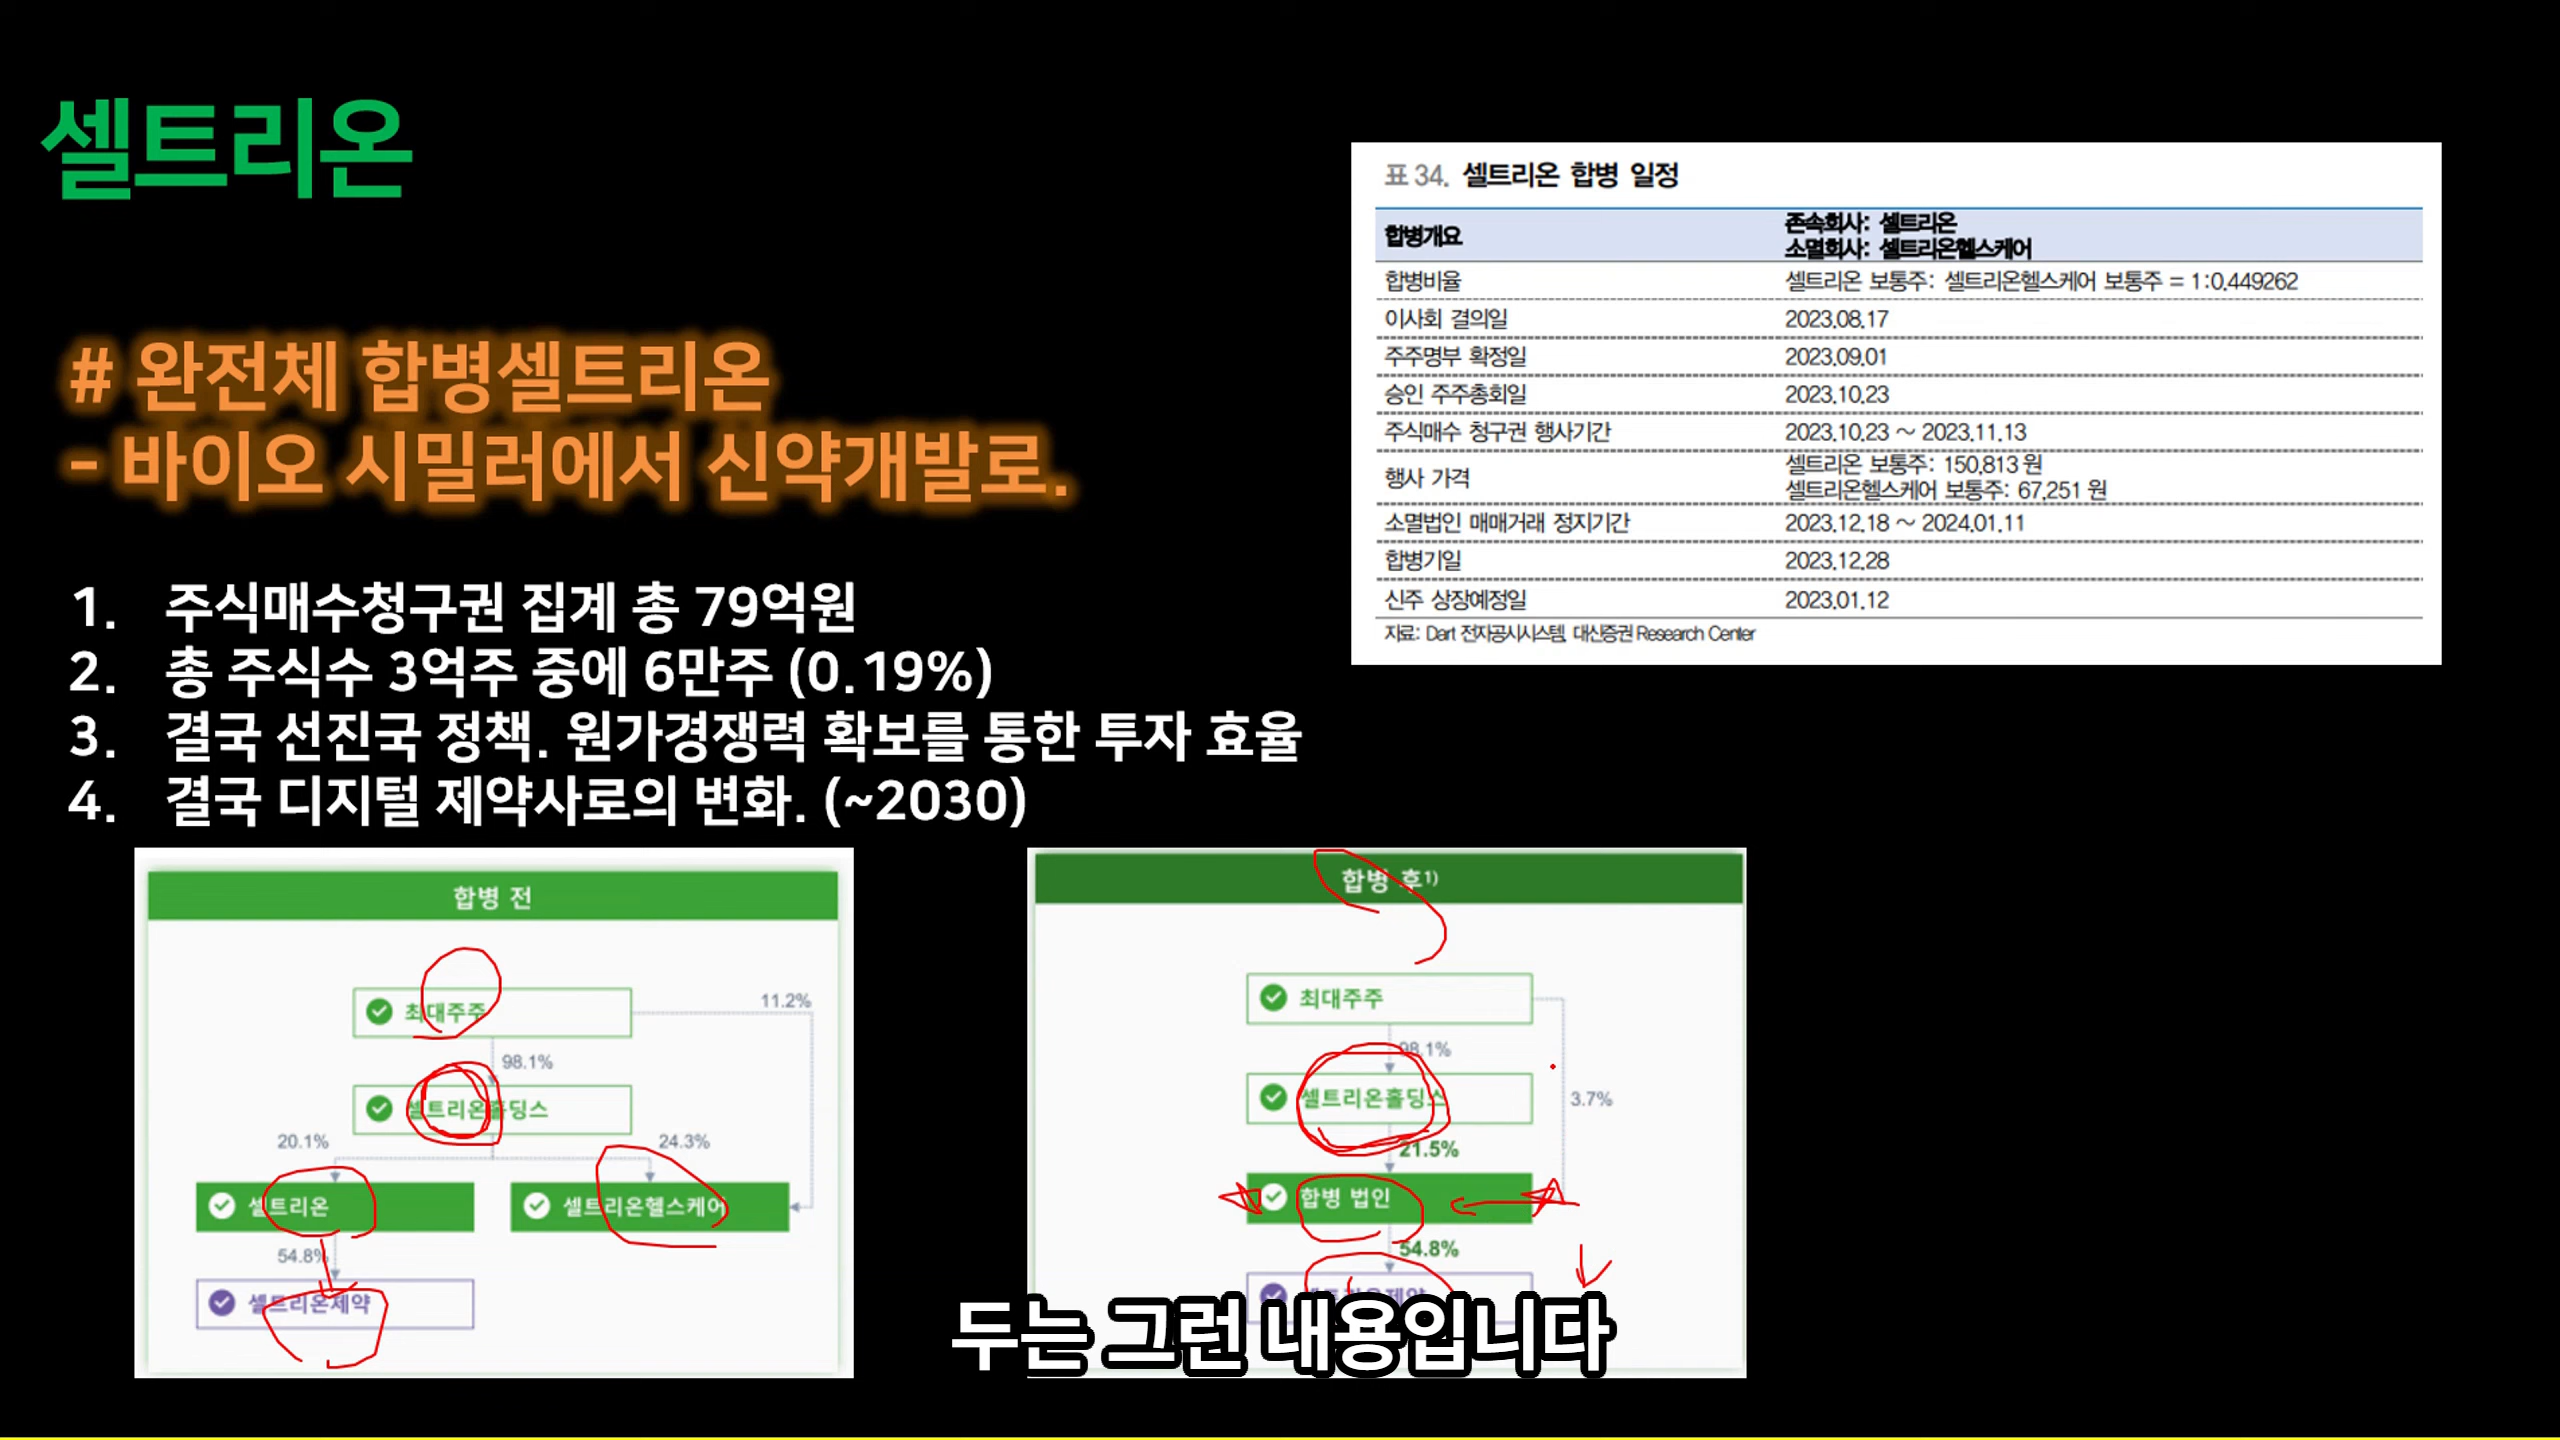 셀트리온
# 완전체 합병셀트리온
- 바이오 시밀러에서 신약개발로.
1. 주식매수청구권 집계 총 79억원
2. 총 주식수 3억주 중에 6만주 (0.19%)
3. 결국 선진국 정책. 원가경쟁력 확보를 통한 투자 효율
4. 결국 디지털 제약사로의 변화. (~2030)
표 34. 셀트리온 합병 일정
합병개요 존속회사: 셀트리온
소멸회사: 셀트리온헬스케어
합병비율 셀트리온 보통주: 셀트리온헬스케어 보통주 = 1:0.449262
이사회 결의일 2023.08.17
주주명부 확정일 2023.09.01
승인 주주총회일 2023.10.23
주식매수 청구권 행사기간 2023.10.23 ~ 2023.11.13
행사 가격 셀트리온 보통주: 150,813 원
셀트리온헬스케어 보통주: 67,251 원
소멸법인 매매거래 정지기간 2023.12.18 ~ 2024.01.11
합병기일 2023.12.28
신주 상장예정일 2023.01.12
자료: Dart 전자공시시스템, 대신증권 Research Center
합병 전
최대주주
11.2%
98.1%
셀트리온홀딩스
20.1% 24.3%
셀트리온 셀트리온헬스케어
54.8%
셀트리온제약
합병 후1)
최대주주
98.1%
셀트리온홀딩스
3.7%
21.5%
합병 법인
54.8%
두는 그런 내용입니다